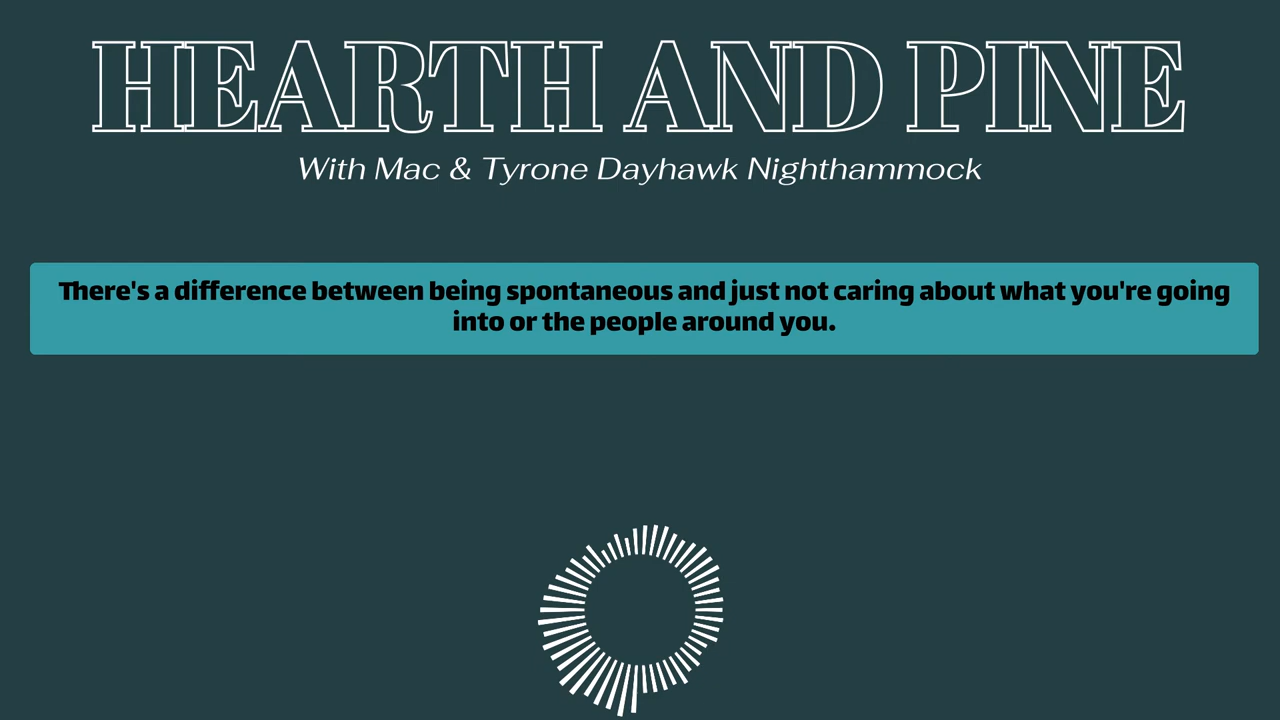 HEARTH AND PINE
With Mac & Tyrone Dayhawk Nighthammock
There's a difference between being spontaneous and just not caring about what you're going
into or the people around you.